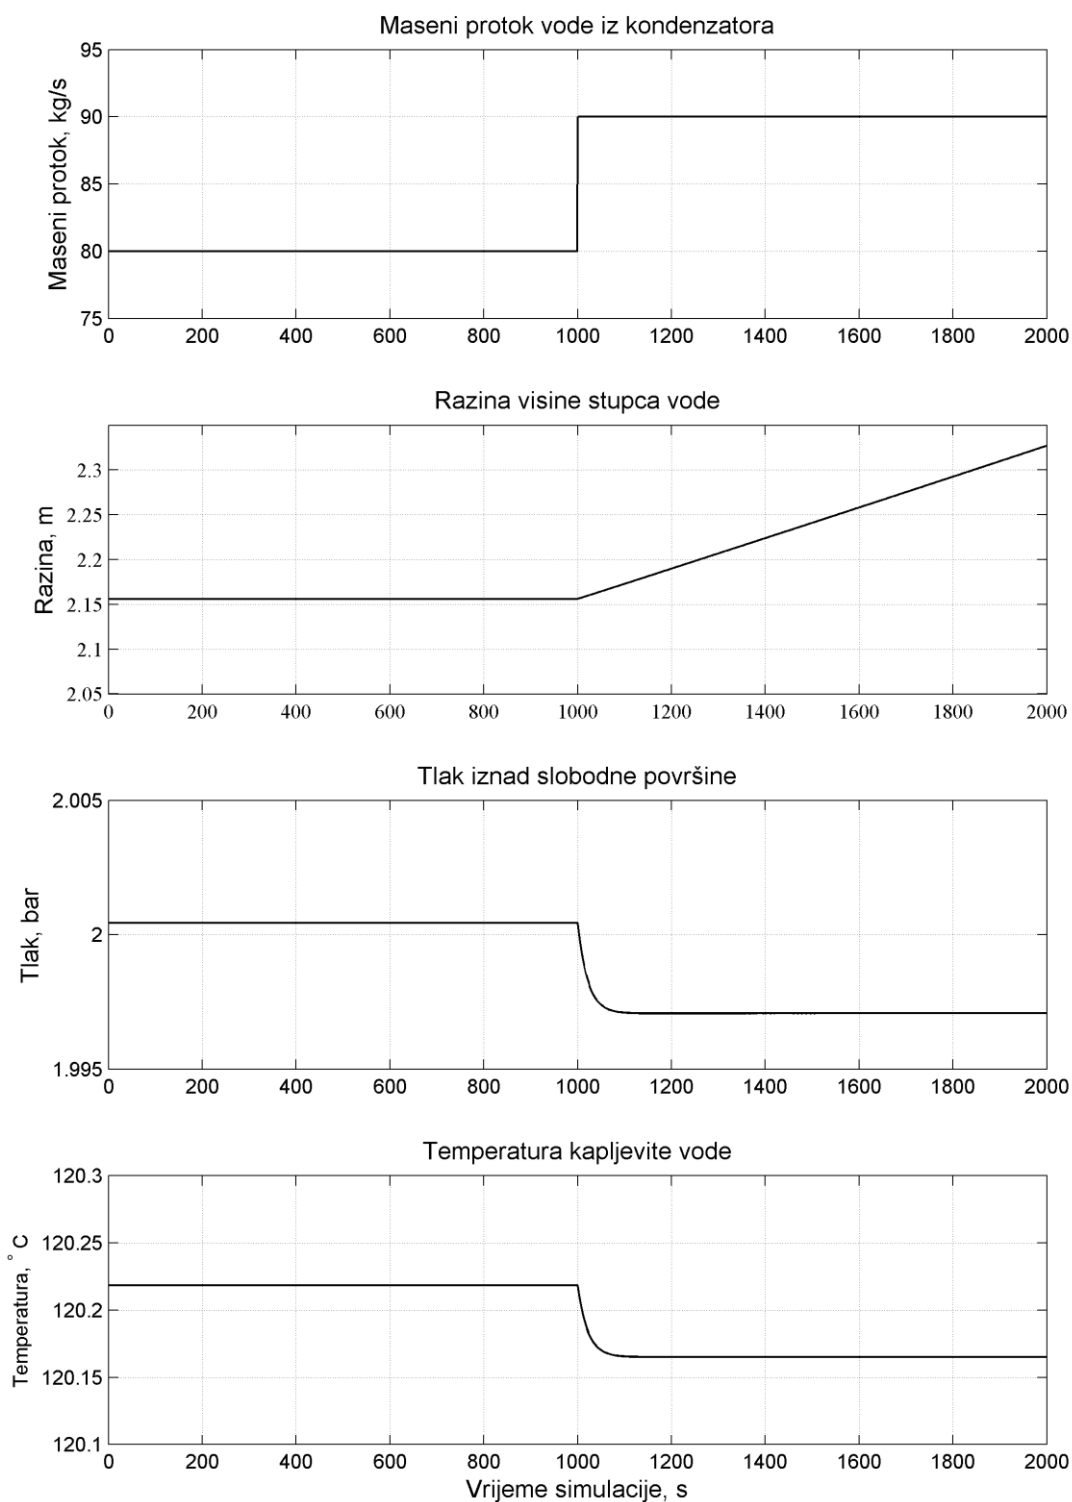 Maseni protok vode iz kondenzatora
Maseni protok, kg/s
95
90
85
80
75
0 200 400 600 800 1000 1200 1400 1600 1800 2000
Razina visine stupca vode
Razina, m
2.3
2.25
2.2
2.15
2.1
2.05
0 200 400 600 800 1000 1200 1400 1600 1800 2000
Tlak iznad slobodne površine
Tlak, bar
2.005
2
1.995
0 200 400 600 800 1000 1200 1400 1600 1800 2000
Temperatura kapljevite vode
Temperatura, ° C
120.3
120.25
120.2
120.15
120.1
0 200 400 600 800 1000 1200 1400 1600 1800 2000
Vrijeme simulacije, s